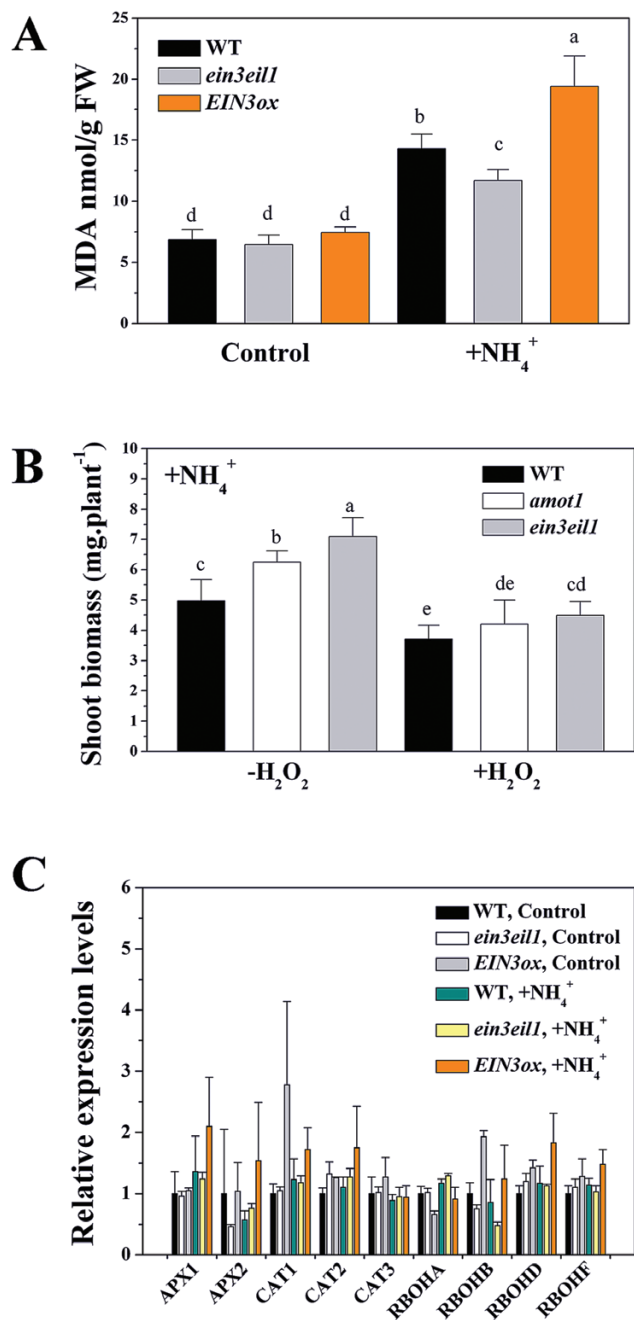 A
MDA nmol/g FW
25
20
15
10
5
0
WT
ein3eil1
EIN3ox
d
d
d
b
c
a
Control
+NH₄⁺
B
Shoot biomass (mg.plant⁻¹)
10
9
8
7
6
5
4
3
2
1
0
+NH₄⁺
WT
amot1
ein3eil1
c
b
a
e
de
cd
-H₂O₂
+H₂O₂
C
Relative expression levels
6
5
4
3
2
1
0
WT, Control
ein3eil1, Control
EIN3ox, Control
WT, +NH₄⁺
ein3eil1, +NH₄⁺
EIN3ox, +NH₄⁺
APX1
APX2
CAT1
CAT2
CAT3
RBOHA
RBOHB
RBOHD
RBOHF